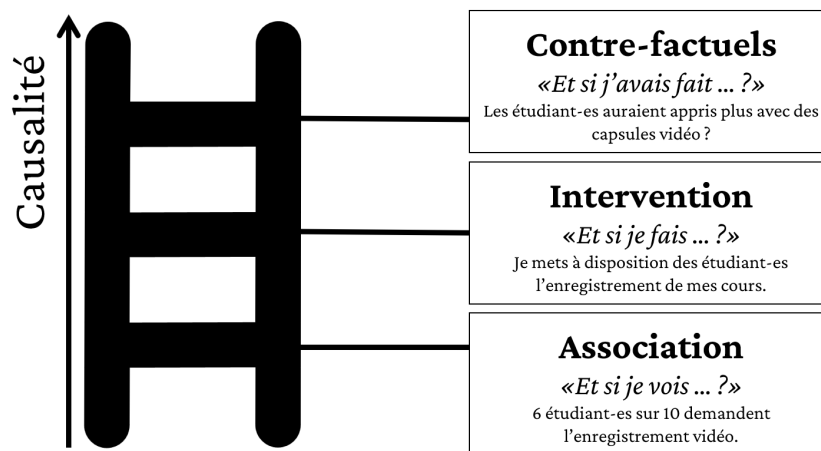 Causalité
Contre-factuels
«Et si j’avais fait … ?»
Les étudiant-es auraient appris plus avec des
capsules vidéo ?
Intervention
«Et si je fais … ?»
Je mets à disposition des étudiant-es
l’enregistrement de mes cours.
Association
«Et si je vois … ?»
6 étudiant-es sur 10 demandent
l’enregistrement vidéo.